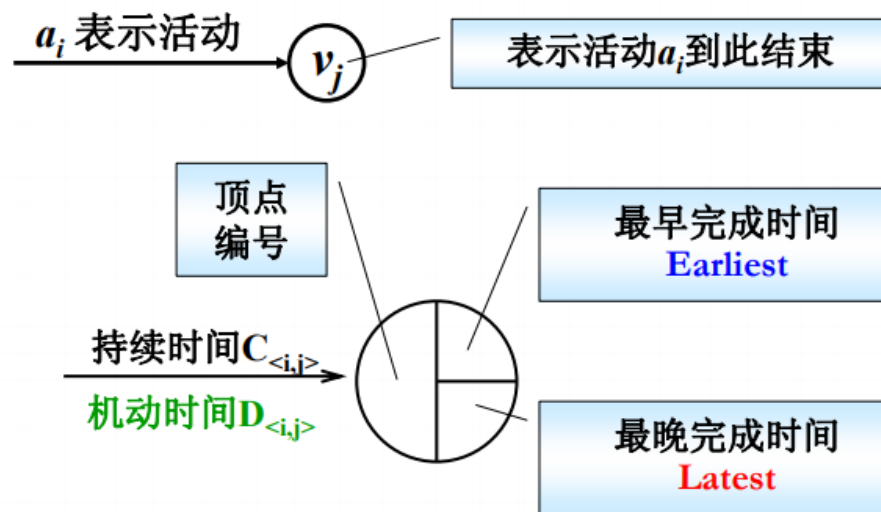 a_i 表示活动
v_j
表示活动a_i到此结束
顶点
编号
最早完成时间
Earliest
持续时间C_<i,j>
机动时间D_<i,j>
最晚完成时间
Latest